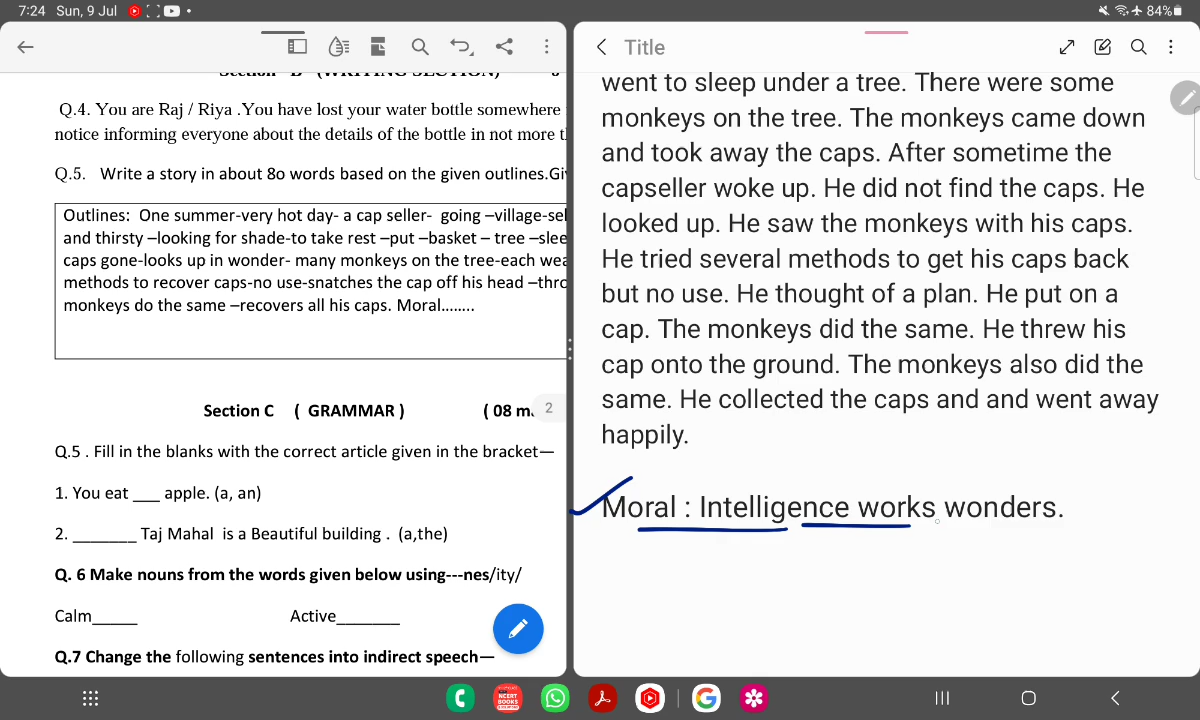 7:24 Sun, 9 Jul
84%
Q.4. You are Raj / Riya .You have lost your water bottle somewhere
notice informing everyone about the details of the bottle in not more
Q.5. Write a story in about 8o words based on the given outlines.
Outlines: One summer-very hot day- a cap seller- going –village-
and thirsty –looking for shade-to take rest –put –basket – tree –
caps gone-looks up in wonder- many monkeys on the tree-each
methods to recover caps-no use-snatches the cap off his head –
monkeys do the same –recovers all his caps. Moral........
Section C ( GRAMMAR ) ( 08
2
Q.5 . Fill in the blanks with the correct article given in the bracket—
1. You eat ___ apple. (a, an)
2. _______ Taj Mahal is a Beautiful building . (a,the)
Q. 6 Make nouns from the words given below using---nes/ity/
Calm_____ Active_______
Q.7 Change the following sentences into indirect speech—
Title
went to sleep under a tree. There were some
monkeys on the tree. The monkeys came down
and took away the caps. After sometime the
capseller woke up. He did not find the caps. He
looked up. He saw the monkeys with his caps.
He tried several methods to get his caps back
but no use. He thought of a plan. He put on a
cap. The monkeys did the same. He threw his
cap onto the ground. The monkeys also did the
same. He collected the caps and and went away
happily.
Moral : Intelligence works wonders.
NCERT
BOOKS